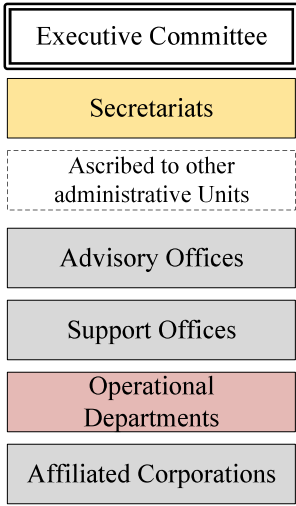 Executive Committee
Secretariats
Ascribed to other
administrative Units
Advisory Offices
Support Offices
Operational
Departments
Affiliated Corporations